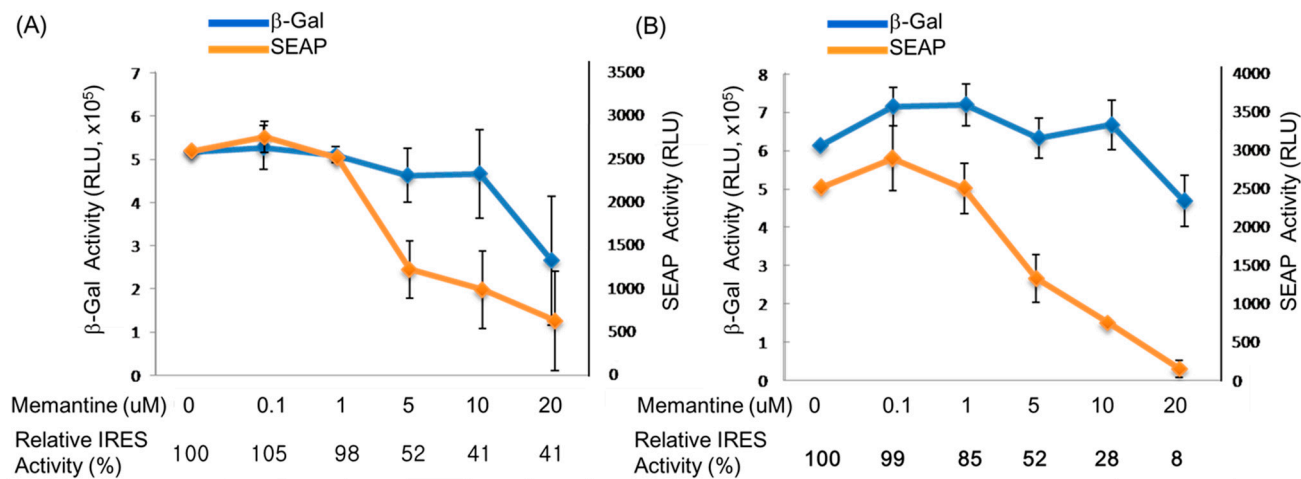 (A)
β-Gal
SEAP
β-Gal Activity (RLU, x10⁵)
7
6
5
4
3
2
1
0
3500
3000
2500
2000
1500
1000
500
0
SEAP Activity (RLU)
Memantine (uM) 0 0.1 1 5 10 20
Relative IRES
Activity (%) 100 105 98 52 41 41
(B)
β-Gal
SEAP
β-Gal Activity (RLU, x10⁵)
8
7
6
5
4
3
2
1
0
4000
3500
3000
2500
2000
1500
1000
500
0
SEAP Activity (RLU)
Memantine (uM) 0 0.1 1 5 10 20
Relative IRES
Activity (%) 100 99 85 52 28 8